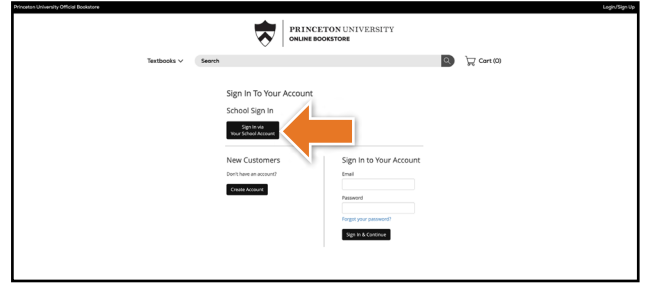 Princeton University Official Bookstore
Login/Sign Up
PRINCETON UNIVERSITY
ONLINE BOOKSTORE
Textbooks
Search
Cart (0)
Sign In To Your Account
School Sign In
Sign in via
Your School Account
New Customers
Don't have an account?
Create Account
Sign In to Your Account
Email
Password
Forgot your password?
Sign In & Continue